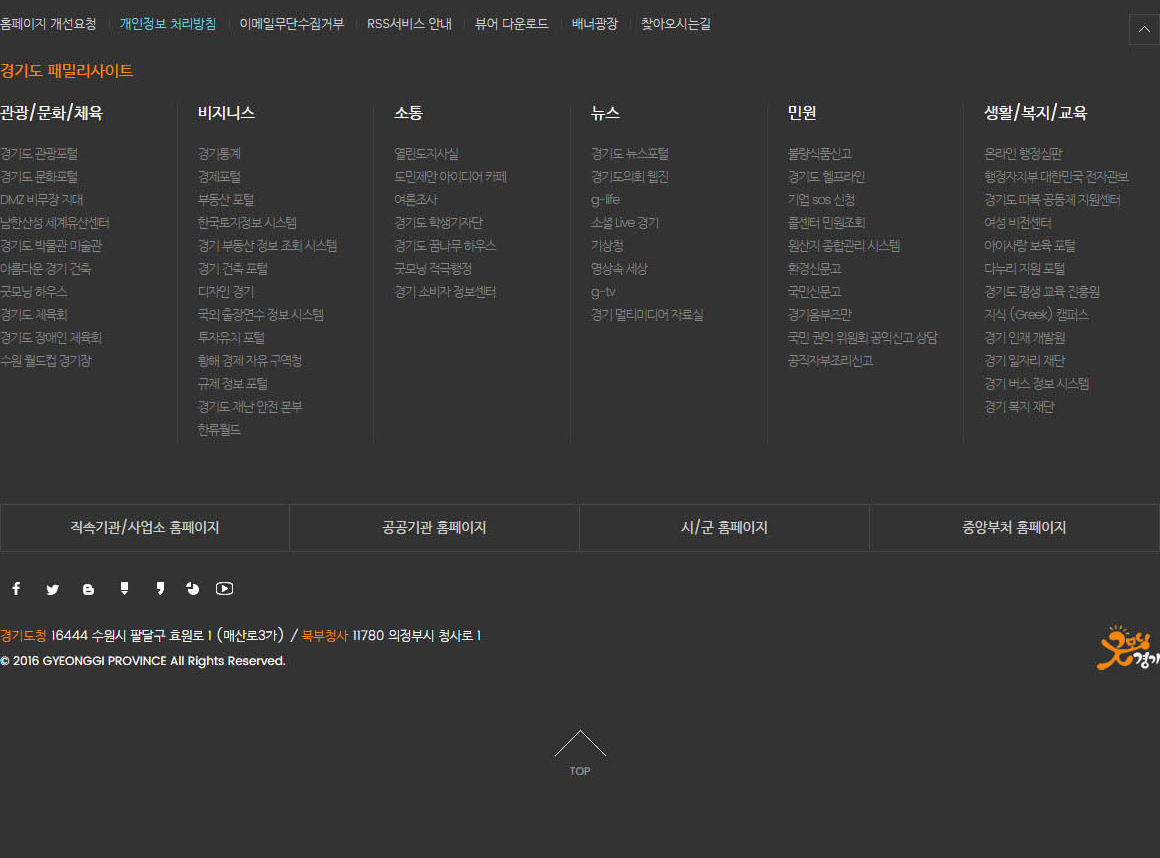 홈페이지 개선요청 개인정보 처리방침 이메일무단수집거부 RSS서비스 안내 뷰어 다운로드 배너광장 찾아오시는길
경기도 패밀리사이트
관광/문화/체육
경기도 관광포털
경기도 문화포털
DMZ 비무장 지대
남한산성 세계유산센터
경기도 박물관 미술관
아름다운 경기 건축
굿모닝 하우스
경기도 체육회
경기도 장애인 체육회
수원 월드컵 경기장
비지니스
경기통계
경제포털
부동산 포털
한국토지정보 시스템
경기 부동산 정보 조회 시스템
경기 건축 포털
디자인 경기
국외 출장연수 정보 시스템
투자유치 포털
황해 경제 자유 구역청
규제 정보 포털
경기도 재난 안전 본부
한류월드
소통
열린도지사실
도민제안 아이디어 카페
여론조사
경기도 학생기자단
경기도 꿈나무 하우스
굿모닝 적극행정
경기 소비자 정보센터
뉴스
경기도 뉴스포털
경기도의회 웹진
g-life
소셜 Live 경기
기상청
영상속 세상
g-tv
경기 멀티미디어 자료실
민원
불량식품신고
경기도 헬프라인
기업 sos 신청
콜센터 민원조회
원산지 종합관리 시스템
환경신문고
국민신문고
경기옴부즈만
국민 권익 위원회 공익신고 상담
공직자부조리신고
생활/복지/교육
온라인 행정심판
행정자치부 대한민국 전자관보
경기도 따복 공동체 지원센터
여성 비전센터
아이사랑 보육 포털
다누리 지원 포털
경기도 평생 교육 진흥원
지식 (Greek) 캠퍼스
경기 인재 개발원
경기 일자리 재단
경기 버스 정보 시스템
경기 복지 재단
직속기관/사업소 홈페이지 공공기관 홈페이지 시/군 홈페이지 중앙부처 홈페이지
경기도청 16444 수원시 팔달구 효원로 1 (매산로3가) / 북부청사 11780 의정부시 청사로 1
© 2016 GYEONGGI PROVINCE All Rights Reserved.
굿모닝
경기
TOP